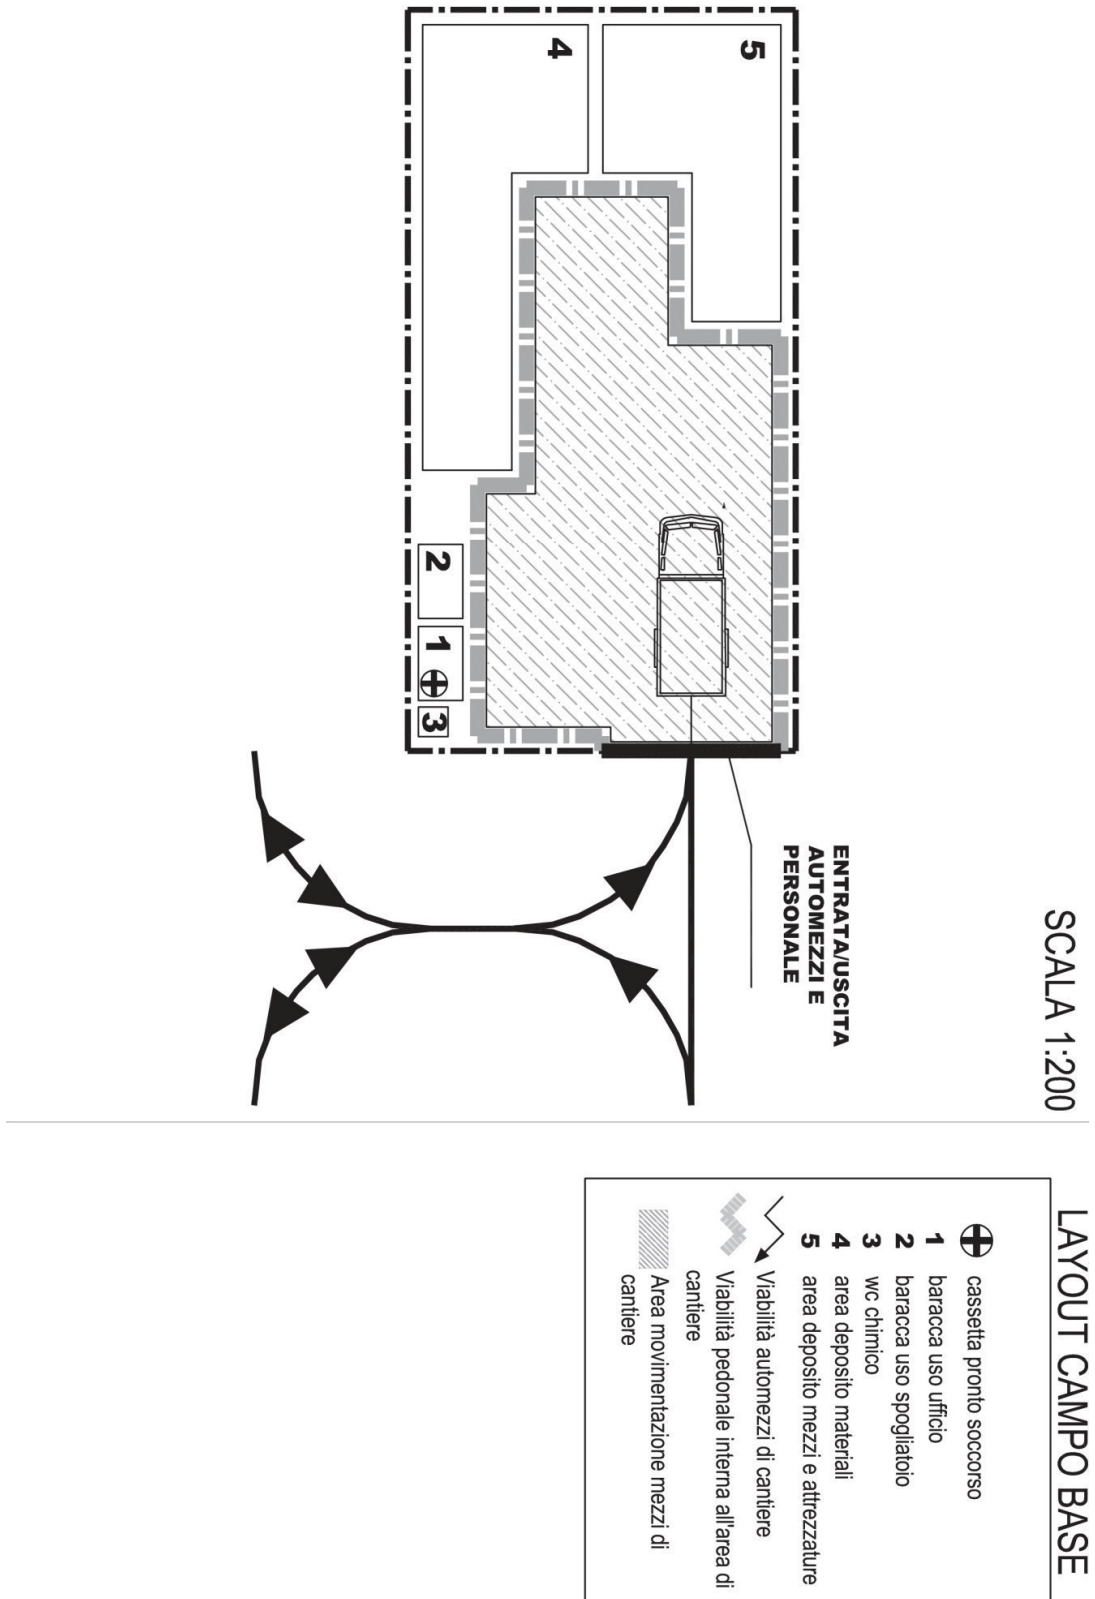 LAYOUT CAMPO BASE
SCALA 1:200
cassetta pronto soccorso
1 baracca uso ufficio
2 baracca uso spogliatoio
3 wc chimico
4 area deposito materiali
5 area deposito mezzi e attrezzature
Viabilità automezzi di cantiere
Viabilità pedonale interna all'area di
cantiere
Area movimentazione mezzi di
cantiere
ENTRATA/USCITA
AUTOMEZZI E
PERSONALE
5
4
2
1
3